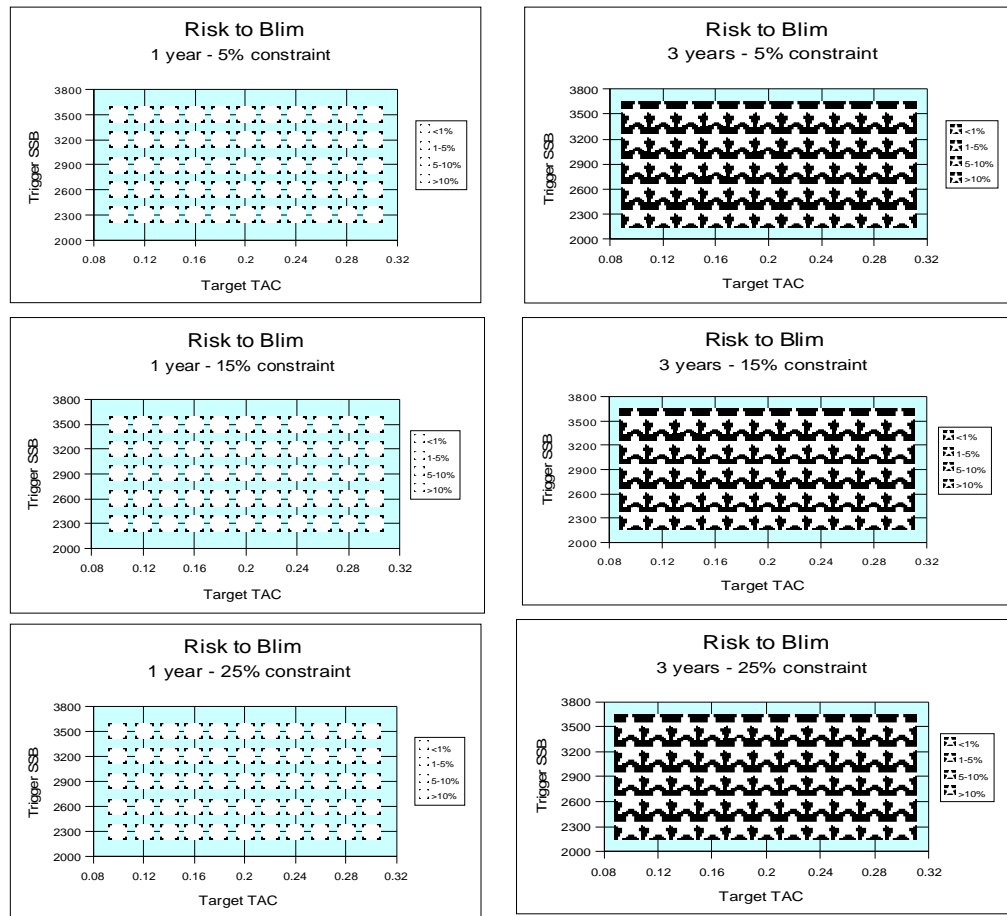 Risk to Blim
1 year - 5% constraint
Trigger SSB
3800
3500
3200
2900
2600
2300
2000
0.08 0.12 0.16 0.2 0.24 0.28 0.32
Target TAC
<1%
1-5%
5-10%
>10%
Risk to Blim
3 years - 5% constraint
Trigger SSB
3800
3500
3200
2900
2600
2300
2000
0.08 0.12 0.16 0.2 0.24 0.28 0.32
Target TAC
<1%
1-5%
5-10%
>10%
Risk to Blim
1 year - 15% constraint
Trigger SSB
3800
3500
3200
2900
2600
2300
2000
0.08 0.12 0.16 0.2 0.24 0.28 0.32
Target TAC
<1%
1-5%
5-10%
>10%
Risk to Blim
3 years - 15% constraint
Trigger SSB
3800
3500
3200
2900
2600
2300
2000
0.08 0.12 0.16 0.2 0.24 0.28 0.32
Target TAC
<1%
1-5%
5-10%
>10%
Risk to Blim
1 year - 25% constraint
Trigger SSB
3800
3500
3200
2900
2600
2300
2000
0.08 0.12 0.16 0.2 0.24 0.28 0.32
Target TAC
<1%
1-5%
5-10%
>10%
Risk to Blim
3 years - 25% constraint
Trigger SSB
3800
3500
3200
2900
2600
2300
2000
0.08 0.12 0.16 0.2 0.24 0.28 0.32
Target TAC
<1%
1-5%
5-10%
>10%